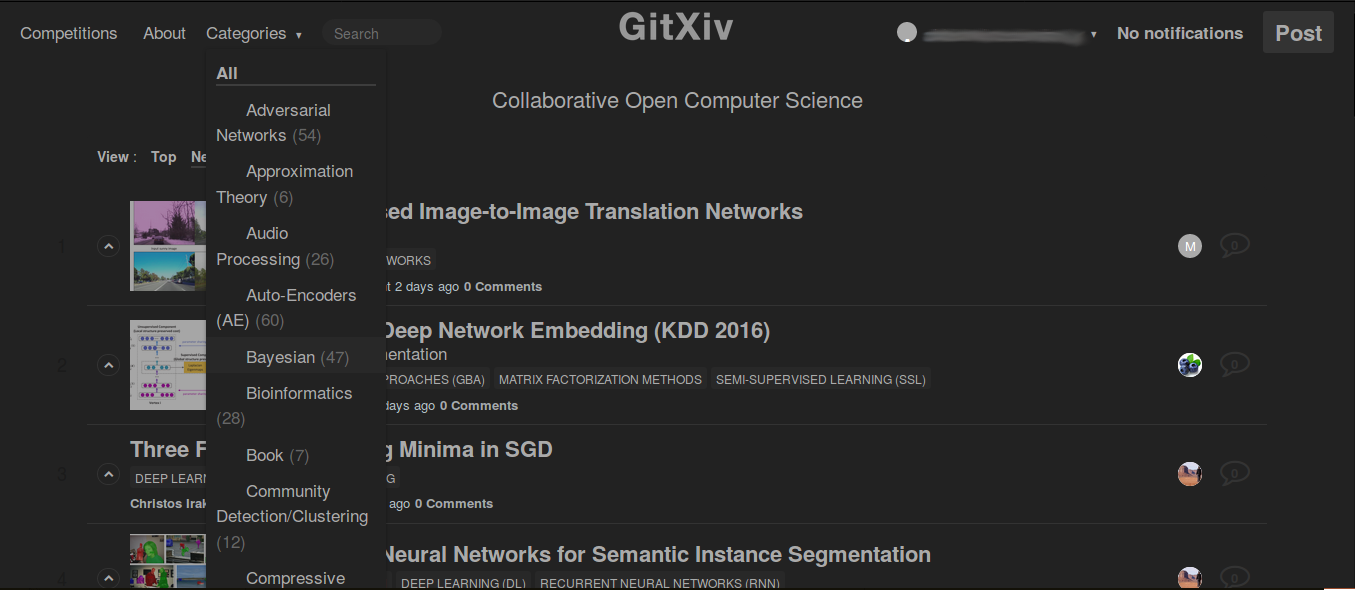 Competitions About Categories ▾ Search GitXiv ▾ No notifications Post
All
Collaborative Open Computer Science
Adversarial
Networks (54)
View : Top Ne
Approximation
Theory (6)
sed Image-to-Image Translation Networks
Audio
1 M 0
Processing (26)
WORKS
t 2 days ago 0 Comments
Auto-Encoders
(AE) (60)
Deep Network Embedding (KDD 2016)
Bayesian (47)
entation
2 0
PROACHES (GBA) MATRIX FACTORIZATION METHODS SEMI-SUPERVISED LEARNING (SSL)
Bioinformatics
days ago 0 Comments
(28)
Three F g Minima in SGD
Book (7)
3 0
DEEP LEARN G
Community
Christos Irak ago 0 Comments
Detection/Clustering
(12)
Neural Networks for Semantic Instance Segmentation
Compressive
4 0
DEEP LEARNING (DL) RECURRENT NEURAL NETWORKS (RNN)